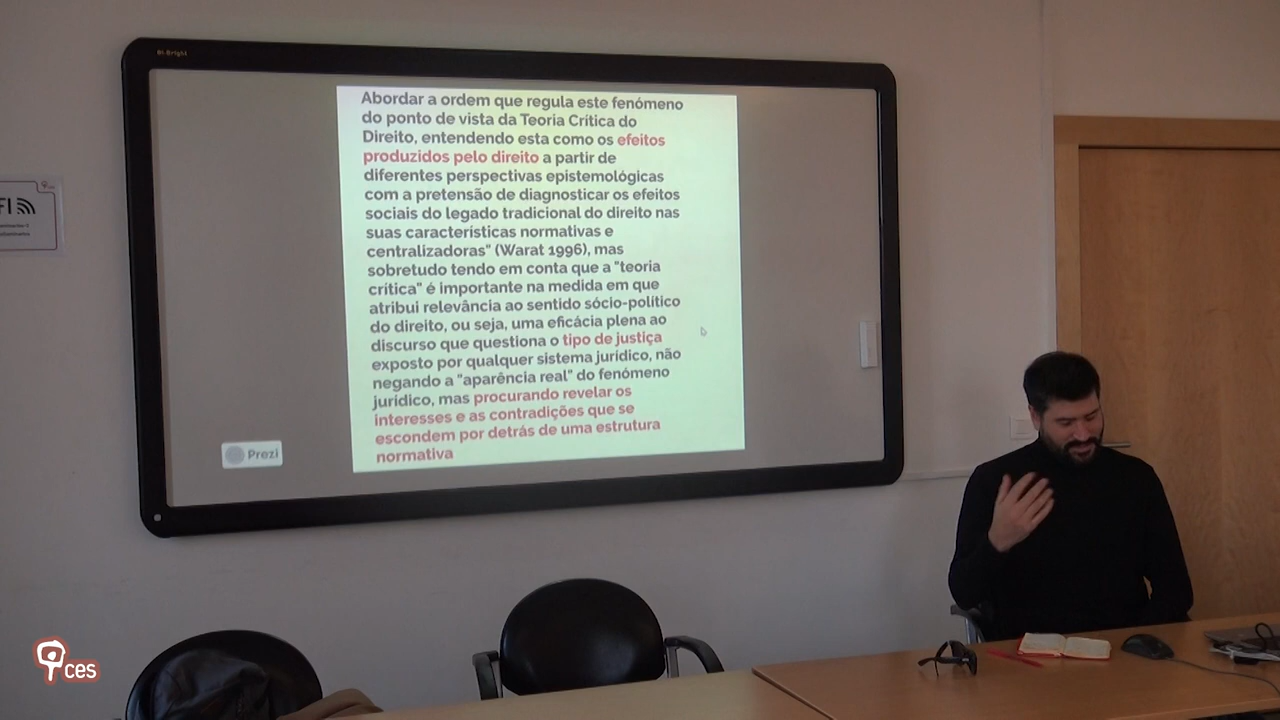 Bi-Bright
Abordar a ordem que regula este fenómeno
do ponto de vista da Teoria Crítica do
Direito, entendendo esta como os efeitos
produzidos pelo direito a partir de
diferentes perspectivas epistemológicas
com a pretensão de diagnosticar os efeitos
sociais do legado tradicional do direito nas
suas características normativas e
centralizadoras" (Warat 1996), mas
sobretudo tendo em conta que a "teoria
crítica" é importante na medida em que
atribui relevância ao sentido sócio-político
do direito, ou seja, uma eficácia plena ao
discurso que questiona o tipo de justiça
exposto por qualquer sistema jurídico, não
negando a "aparência real" do fenómeno
jurídico, mas procurando revelar os
interesses e as contradições que se
escondem por detrás de uma estrutura
normativa
Prezi
FI
ces